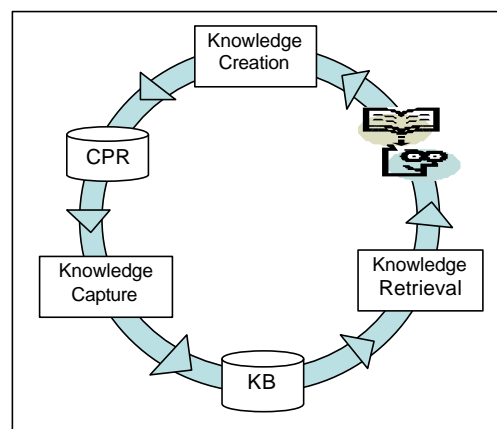 Knowledge
Creation
CPR
Knowledge
Capture
KB
Knowledge
Retrieval